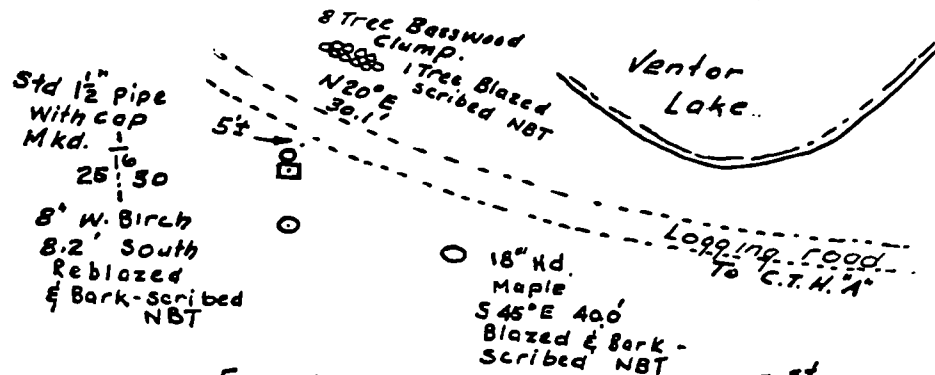 8 Tree Basswood
Clump.
1 Tree Blazed
scribed NBT
N20°E
30.1'
Ventor
Lake..
Std 1½" pipe
with cap
Mkd.
1
16
25 30
5'±
8" W. Birch
8.2' South
Reblazed
& Bark-scribed
NBT
18" Hd.
Maple
S 45° E 40.0'
Blazed & Bark-
scribed NBT
Logging road
To C.T.H. "A"